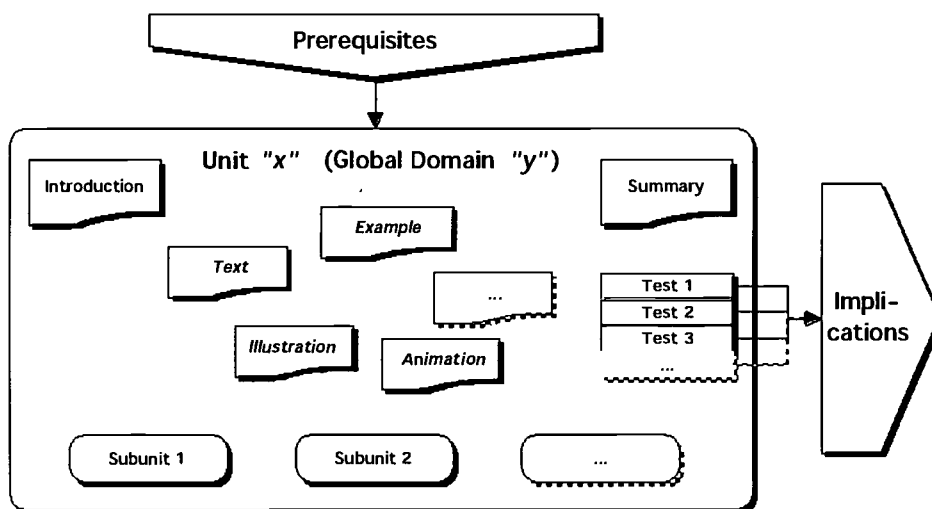 Prerequisites
Unit "x" (Global Domain "y")
Introduction
Summary
Example
Text
...
Test 1
Test 2
Test 3
...
Impli-
cations
Illustration
Animation
Subunit 1
Subunit 2
...